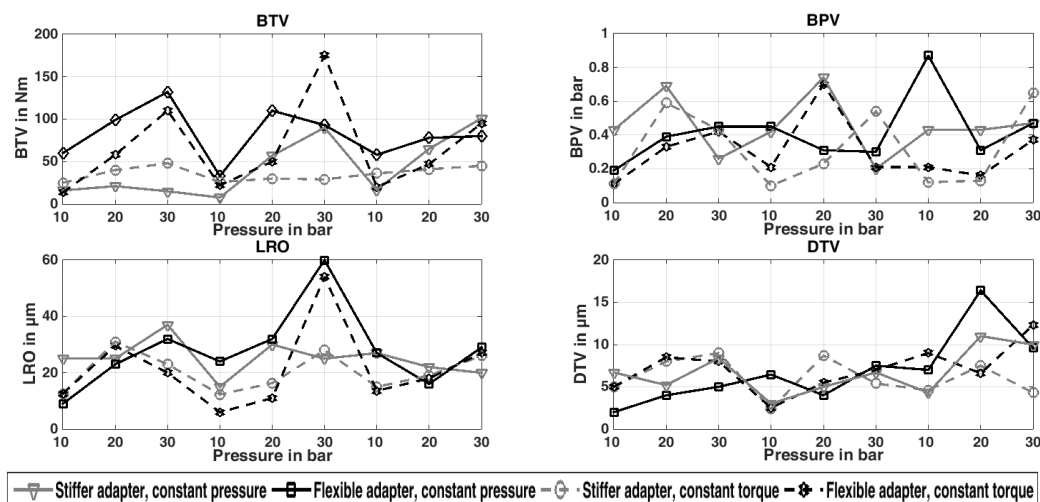 BTV
200
150
100
50
0
BTV in Nm
10 20 30 10 20 30 10 20 30
Pressure in bar
BPV
1
0.8
0.6
0.4
0.2
0
BPV in bar
10 20 30 10 20 30 10 20 30
Pressure in bar
LRO
60
40
20
0
LRO in µm
10 20 30 10 20 30 10 20 30
Pressure in bar
DTV
20
15
10
5
0
DTV in µm
10 20 30 10 20 30 10 20 30
Pressure in bar
Stiffer adapter, constant pressure Flexible adapter, constant pressure Stiffer adapter, constant torque Flexible adapter, constant torque